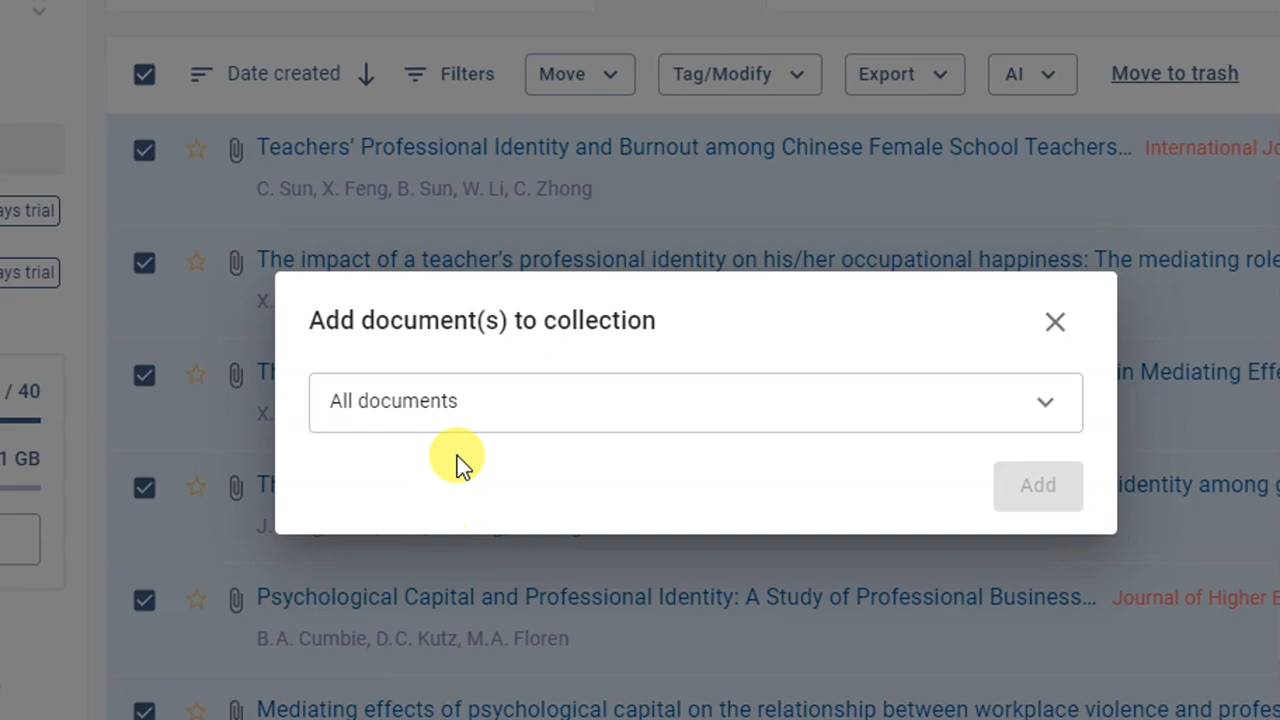 Date created
Filters
Move
Tag/Modify
Export
AI
Move to trash
Teachers’ Professional Identity and Burnout among Chinese Female School Teachers... International Jo
C. Sun, X. Feng, B. Sun, W. Li, C. Zhong
ays trial
The impact of a teacher’s professional identity on his/her occupational happiness: The mediating role
ays trial
X.
Add document(s) to collection
Th
in Mediating Effe
/ 40
All documents
X.
1 GB
Th
identity among g
Add
J.
Psychological Capital and Professional Identity: A Study of Professional Business... Journal of Higher E
B.A. Cumbie, D.C. Kutz, M.A. Floren
Mediating effects of psychological capital on the relationship between workplace violence and profes